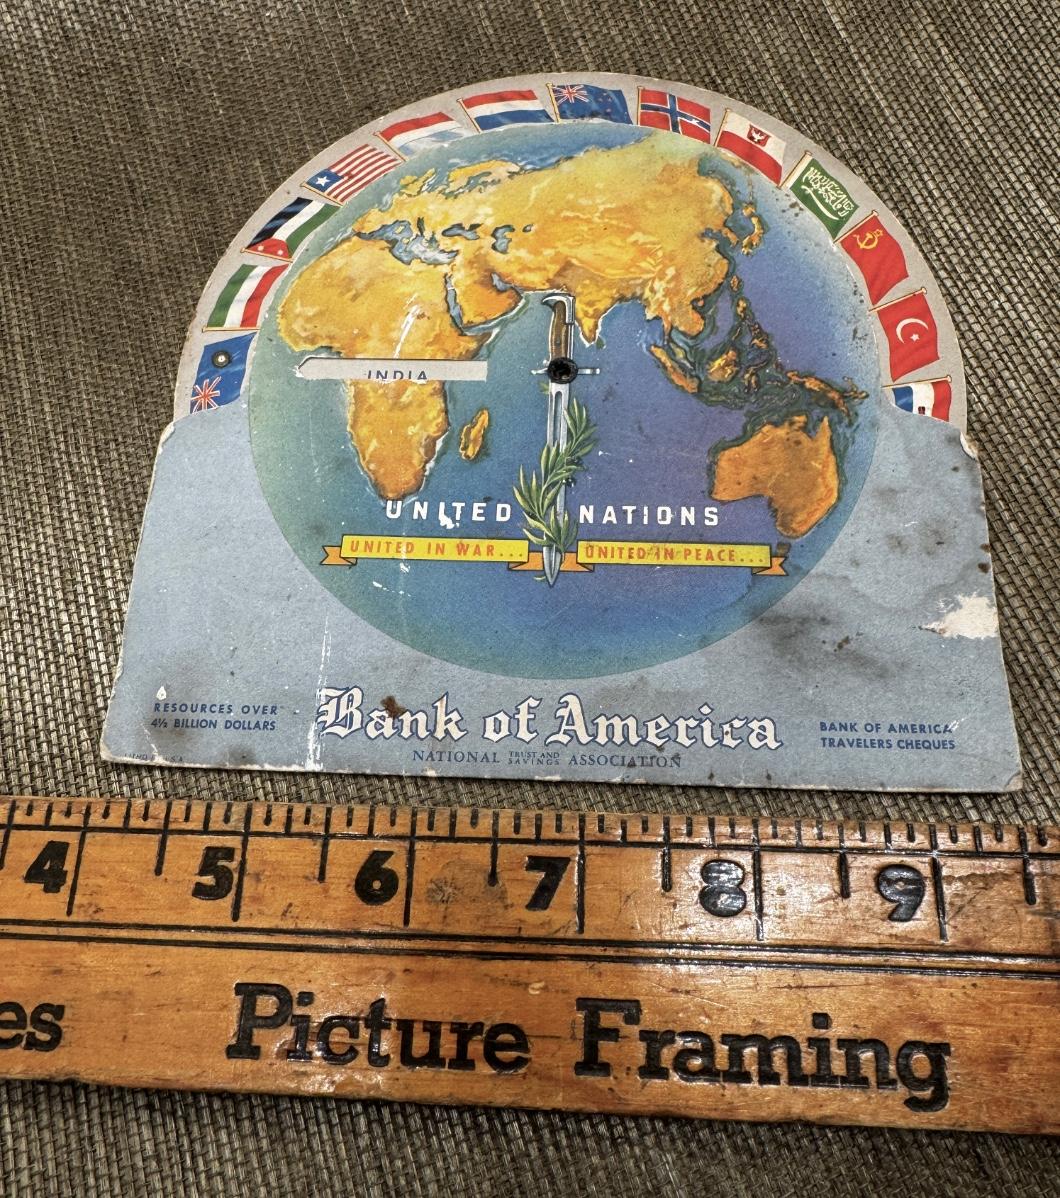 INDIA
UNITED NATIONS
UNITED IN WAR... UNITED IN PEACE...
RESOURCES OVER
4½ BILLION DOLLARS
Bank of America
NATIONAL TRUST AND SAVINGS ASSOCIATION
BANK OF AMERICA
TRAVELERS CHEQUES
4 5 6 7 8 9
es Picture Framing